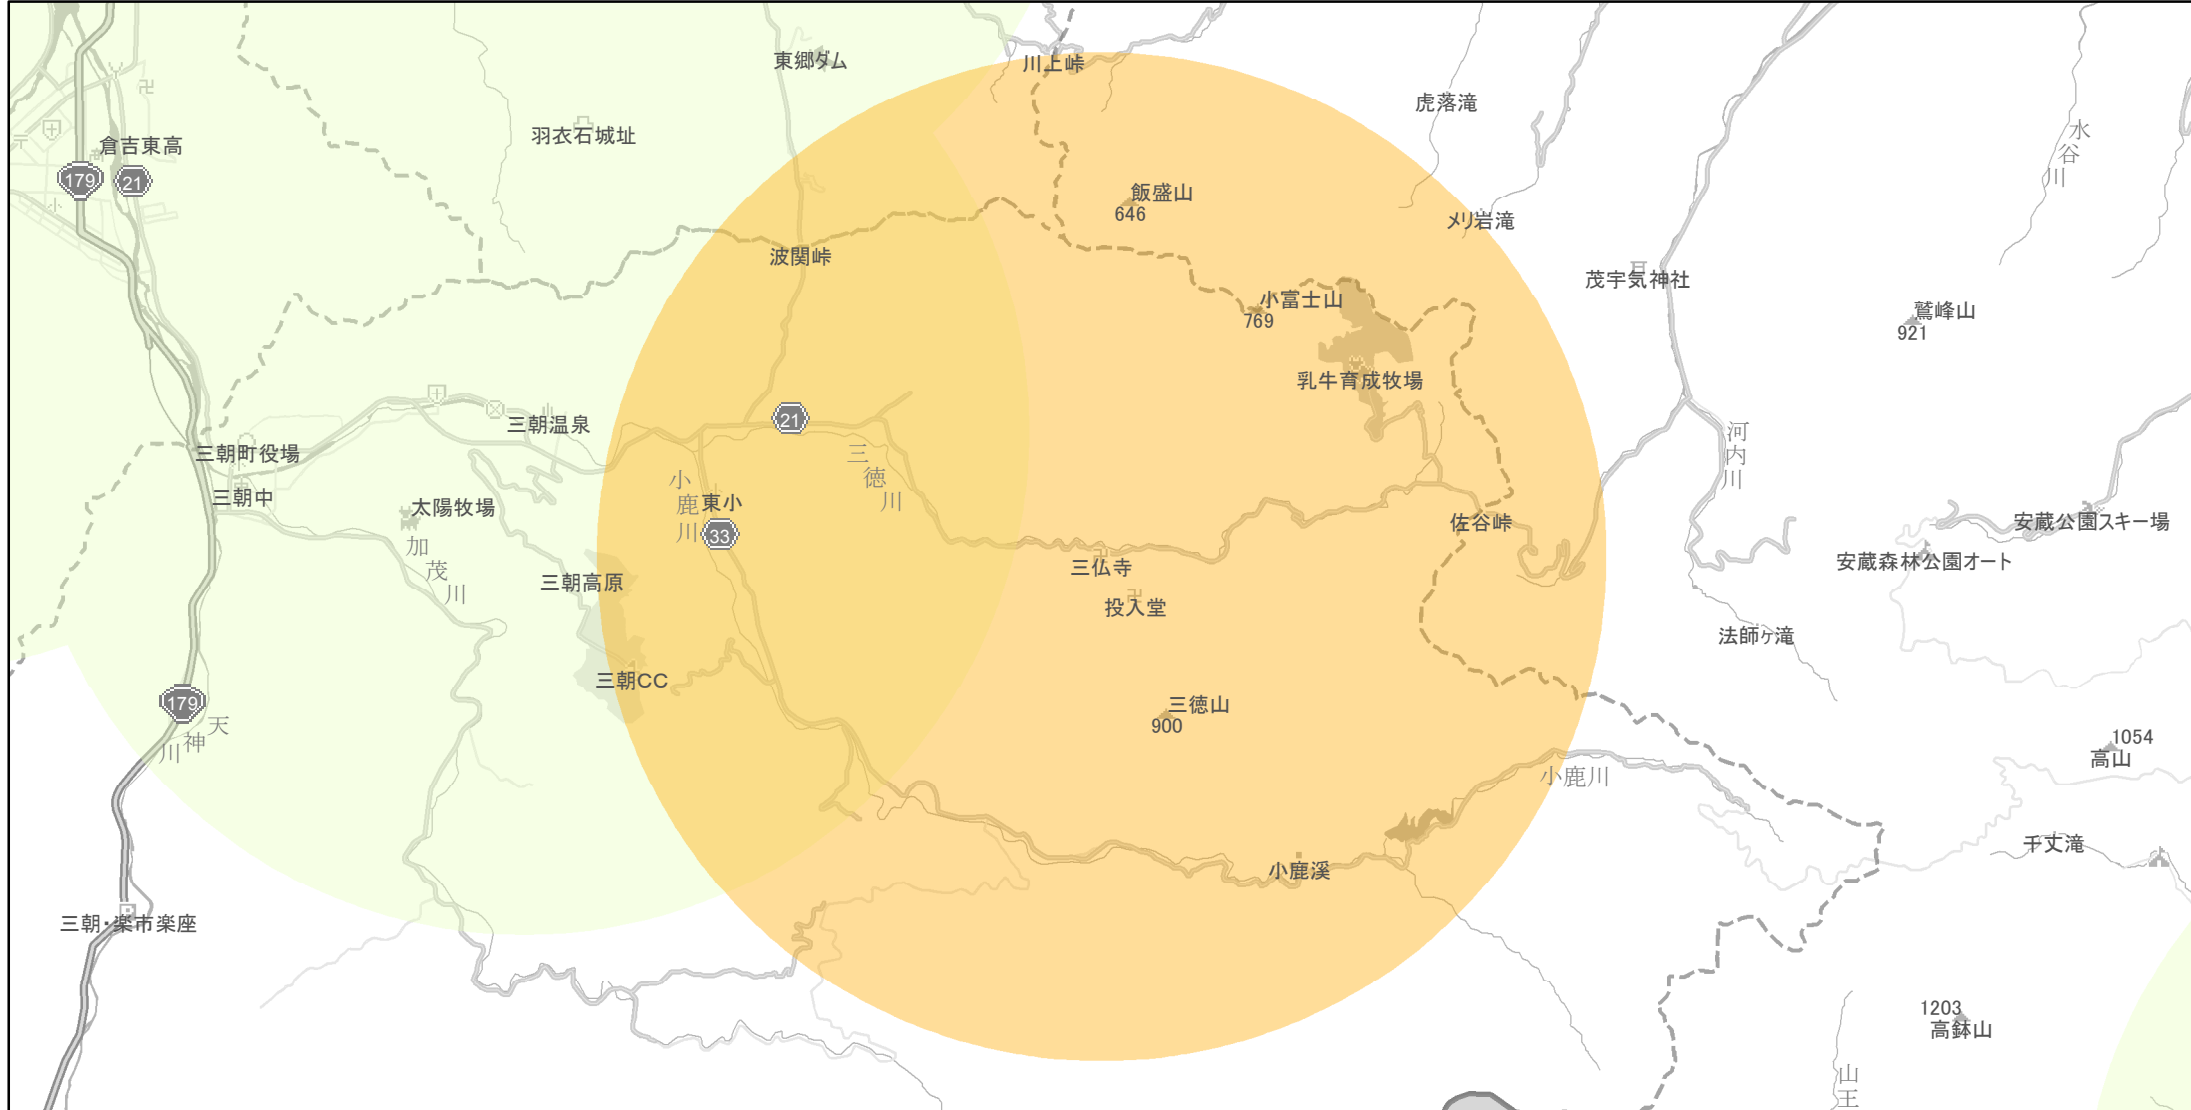 東郷ダム
川上峠
虎落滝
羽衣石城址
倉吉東高
179
21
水谷川
飯盛山
646
メリ岩滝
波関峠
茂宇気神社
小富士山
769
鷲峰山
921
乳牛育成牧場
21
三朝温泉
三朝町役場
三徳川
河内川
小鹿川
三朝中
太陽牧場
東小
33
佐谷峠
安蔵公園スキー場
加茂川
三仏寺
安蔵森林公園オート
三朝高原
投入堂
法師ヶ滝
三朝CC
179
三徳山
900
天神川
1054
高山
小鹿川
千丈滝
小鹿溪
三朝・楽市楽座
1203
高鉢山
山王